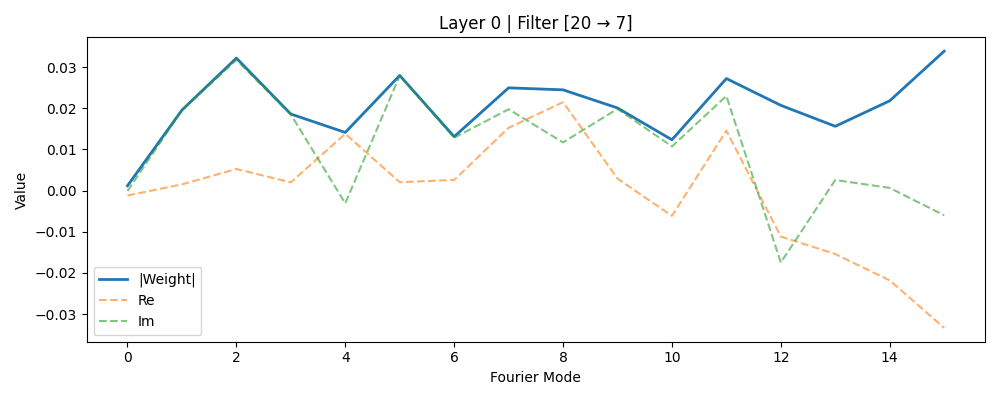 Layer 0 | Filter [20 → 7]
Value
0.03
0.02
0.01
0.00
−0.01
−0.02
−0.03
|Weight|
Re
Im
0 2 4 6 8 10 12 14
Fourier Mode